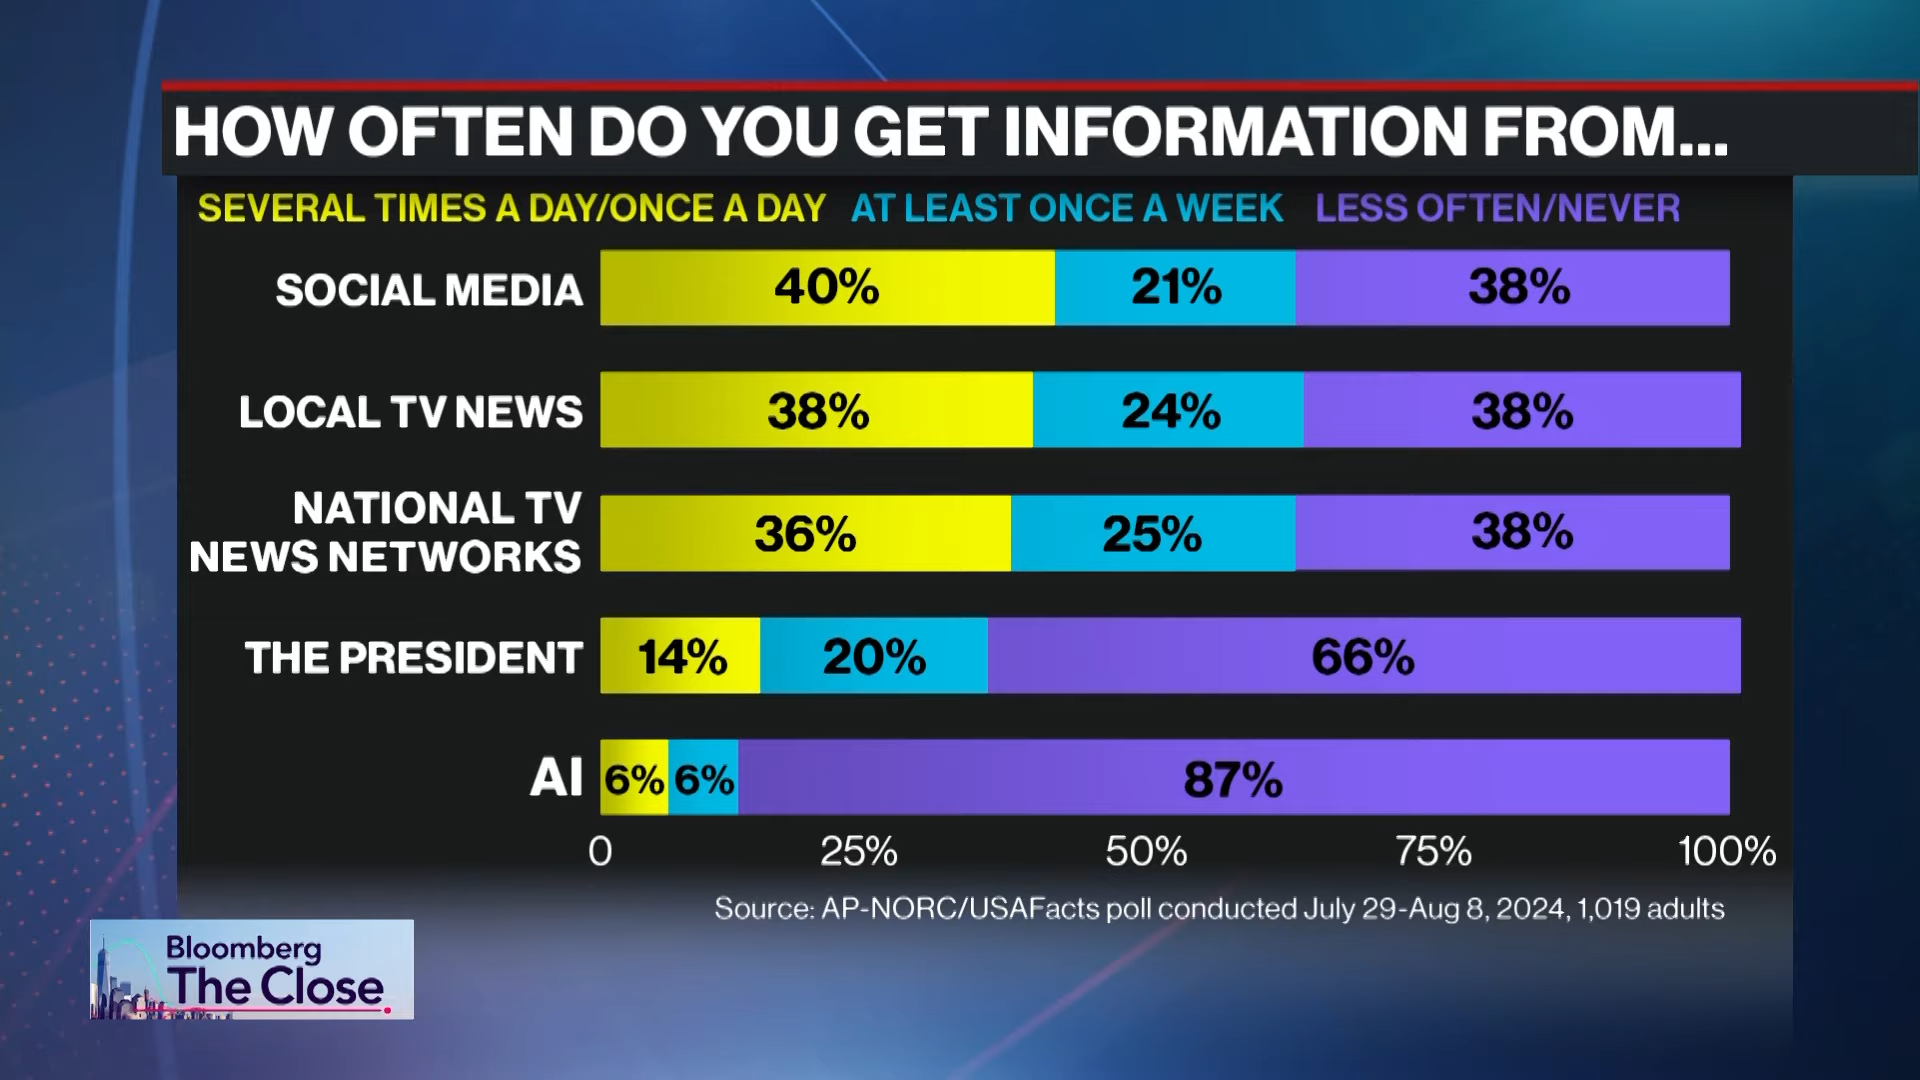 HOW OFTEN DO YOU GET INFORMATION FROM...
SEVERAL TIMES A DAY/ONCE A DAY AT LEAST ONCE A WEEK LESS OFTEN/NEVER
SOCIAL MEDIA 40% 21% 38%
LOCAL TV NEWS 38% 24% 38%
NATIONAL TV
NEWS NETWORKS 36% 25% 38%
THE PRESIDENT 14% 20% 66%
AI 6% 6% 87%
0 25% 50% 75% 100%
Source: AP-NORC/USAFacts poll conducted July 29-Aug 8, 2024, 1,019 adults
Bloomberg
The Close